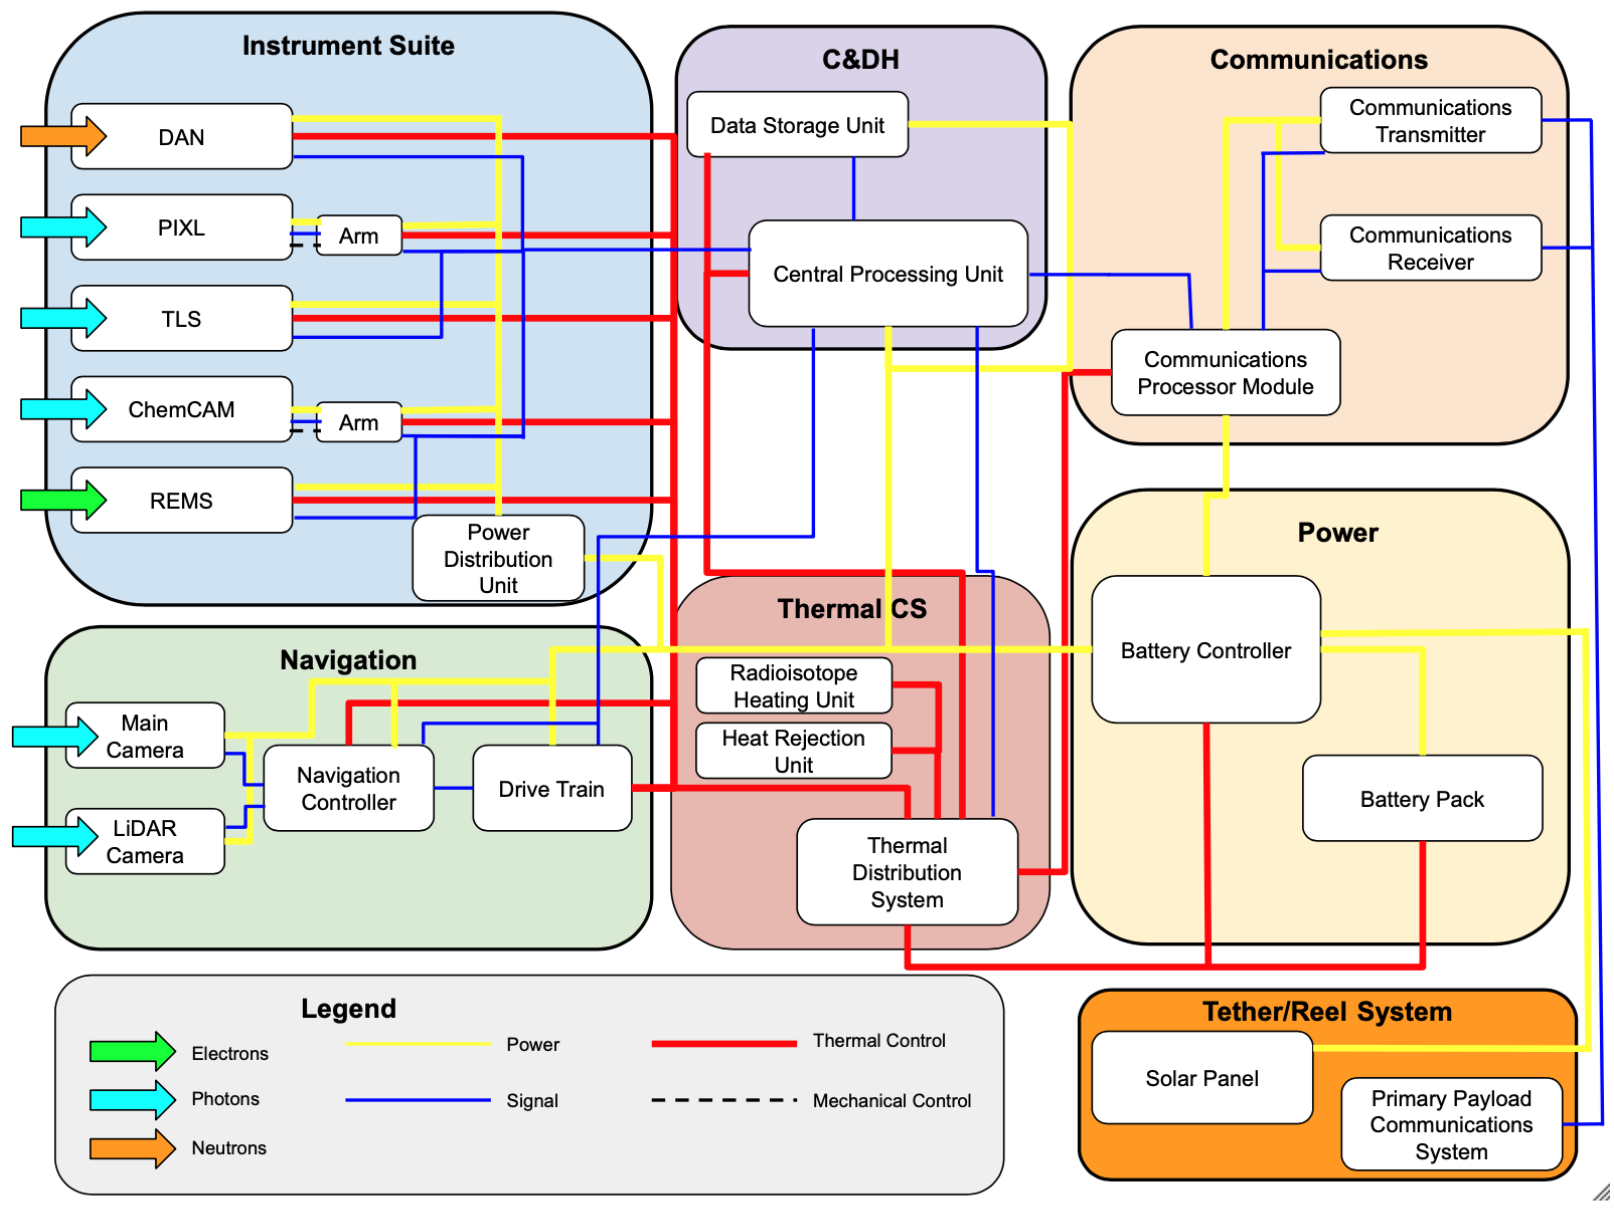 Instrument Suite
DAN
PIXL
Arm
TLS
ChemCAM
Arm
REMS
Power
Distribution
Unit
C&DH
Data Storage Unit
Central Processing Unit
Communications
Communications
Transmitter
Communications
Receiver
Communications
Processor Module
Navigation
Main
Camera
LiDAR
Camera
Navigation
Controller
Drive Train
Thermal CS
Radioisotope
Heating Unit
Heat Rejection
Unit
Thermal
Distribution
System
Power
Battery Controller
Battery Pack
Legend
Electrons
Photons
Neutrons
Power
Signal
Thermal Control
Mechanical Control
Tether/Reel System
Solar Panel
Primary Payload
Communications
System